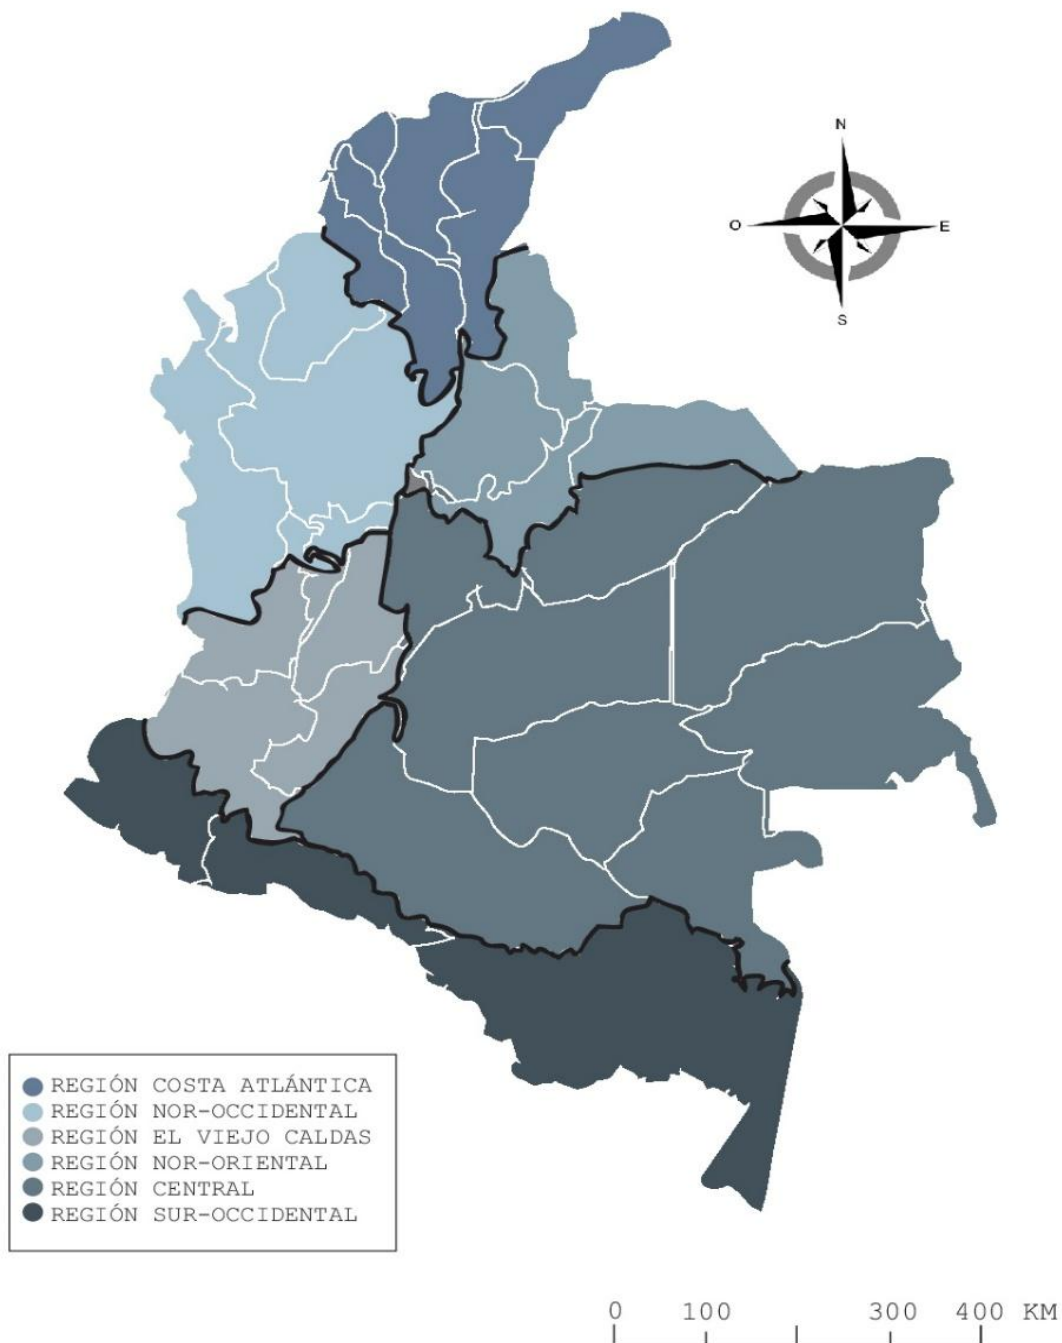 N
O E
S
REGIÓN COSTA ATLÁNTICA
REGIÓN NOR-OCCIDENTAL
REGIÓN EL VIEJO CALDAS
REGIÓN NOR-ORIENTAL
REGIÓN CENTRAL
REGIÓN SUR-OCCIDENTAL
0 100 300 400 KM